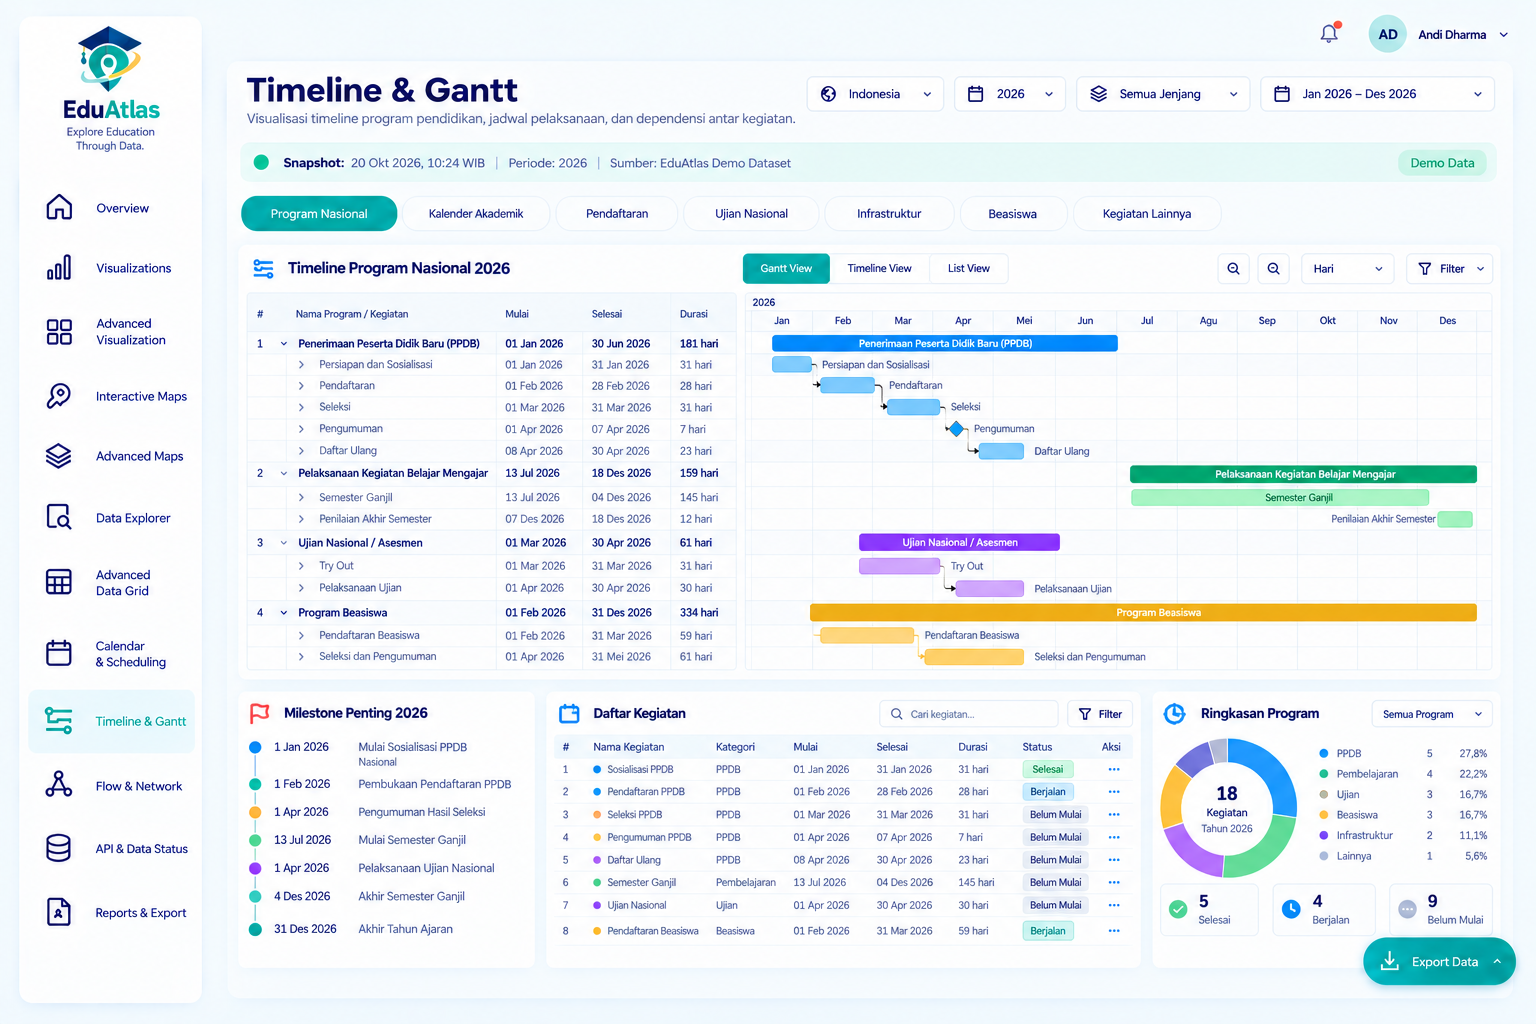 EduAtlas
Explore Education
Through Data.
Overview
Visualizations
Advanced
Visualization
Interactive Maps
Advanced Maps
Data Explorer
Advanced
Data Grid
Calendar
& Scheduling
Timeline & Gantt
Flow & Network
API & Data Status
Reports & Export
AD Andi Dharma
Timeline & Gantt
Visualisasi timeline program pendidikan, jadwal pelaksanaan, dan dependensi antar kegiatan.
Indonesia 2026 Semua Jenjang Jan 2026 – Des 2026
Snapshot: 20 Okt 2026, 10:24 WIB | Periode: 2026 | Sumber: EduAtlas Demo Dataset Demo Data
Program Nasional Kalender Akademik Pendaftaran Ujian Nasional Infrastruktur Beasiswa Kegiatan Lainnya
Timeline Program Nasional 2026
Gantt View Timeline View List View Hari Filter
# Nama Program / Kegiatan Mulai Selesai Durasi
1 Penerimaan Peserta Didik Baru (PPDB) 01 Jan 2026 30 Jun 2026 181 hari
Persiapan dan Sosialisasi 01 Jan 2026 31 Jan 2026 31 hari
Pendaftaran 01 Feb 2026 28 Feb 2026 28 hari
Seleksi 01 Mar 2026 31 Mar 2026 31 hari
Pengumuman 01 Apr 2026 07 Apr 2026 7 hari
Daftar Ulang 08 Apr 2026 30 Apr 2026 23 hari
2 Pelaksanaan Kegiatan Belajar Mengajar 13 Jul 2026 18 Des 2026 159 hari
Semester Ganjil 13 Jul 2026 04 Des 2026 145 hari
Penilaian Akhir Semester 07 Des 2026 18 Des 2026 12 hari
3 Ujian Nasional / Asesmen 01 Mar 2026 30 Apr 2026 61 hari
Try Out 01 Mar 2026 31 Mar 2026 31 hari
Pelaksanaan Ujian 01 Apr 2026 30 Apr 2026 30 hari
4 Program Beasiswa 01 Feb 2026 31 Des 2026 334 hari
Pendaftaran Beasiswa 01 Feb 2026 31 Mar 2026 59 hari
Seleksi dan Pengumuman 01 Apr 2026 31 Mei 2026 61 hari
2026
Jan Feb Mar Apr Mei Jun Jul Agu Sep Okt Nov Des
Penerimaan Peserta Didik Baru (PPDB)
Persiapan dan Sosialisasi
Pendaftaran
Seleksi
Pengumuman
Daftar Ulang
Pelaksanaan Kegiatan Belajar Mengajar
Semester Ganjil
Penilaian Akhir Semester
Ujian Nasional / Asesmen
Try Out
Pelaksanaan Ujian
Program Beasiswa
Pendaftaran Beasiswa
Seleksi dan Pengumuman
Milestone Penting 2026
1 Jan 2026 Mulai Sosialisasi PPDB
Nasional
1 Feb 2026 Pembukaan Pendaftaran PPDB
1 Apr 2026 Pengumuman Hasil Seleksi
13 Jul 2026 Mulai Semester Ganjil
1 Apr 2026 Pelaksanaan Ujian Nasional
4 Des 2026 Akhir Semester Ganjil
31 Des 2026 Akhir Tahun Ajaran
Daftar Kegiatan
Cari kegiatan... Filter
# Nama Kegiatan Kategori Mulai Selesai Durasi Status Aksi
1 Sosialisasi PPDB PPDB 01 Jan 2026 31 Jan 2026 31 hari Selesai
2 Pendaftaran PPDB PPDB 01 Feb 2026 28 Feb 2026 28 hari Berjalan
3 Seleksi PPDB PPDB 01 Mar 2026 31 Mar 2026 31 hari Belum Mulai
4 Pengumuman PPDB PPDB 01 Apr 2026 07 Apr 2026 7 hari Belum Mulai
5 Daftar Ulang PPDB 08 Apr 2026 30 Apr 2026 23 hari Belum Mulai
6 Semester Ganjil Pembelajaran 13 Jul 2026 04 Des 2026 145 hari Belum Mulai
7 Ujian Nasional Ujian 01 Apr 2026 30 Apr 2026 30 hari Belum Mulai
8 Pendaftaran Beasiswa Beasiswa 01 Feb 2026 31 Mar 2026 59 hari Berjalan
Ringkasan Program
Semua Program
18
Kegiatan
Tahun 2026
PPDB 5 27,8%
Pembelajaran 4 22,2%
Ujian 3 16,7%
Beasiswa 3 16,7%
Infrastruktur 2 11,1%
Lainnya 1 5,6%
5 Selesai
4 Berjalan
9 Belum Mulai
Export Data